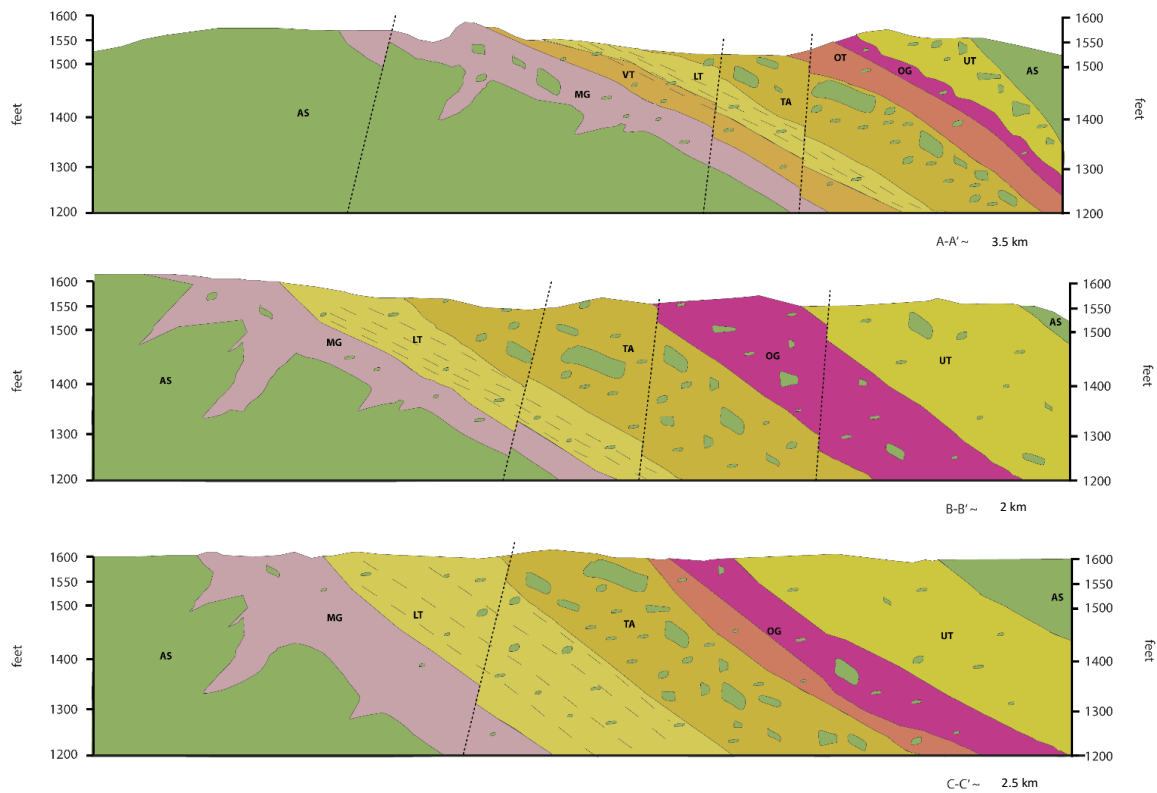 1600 1600
1550 1550
1500 1500
1400 1400
1300 1300
1200 1200
feet feet
AS MG VT LT TA OT OG UT AS
A-A' ~ 3.5 km
1600 1600
1550 1550
1500 1500
1400 1400
1300 1300
1200 1200
feet feet
AS MG LT TA OG UT AS
B-B' ~ 2 km
1600 1600
1550 1550
1500 1500
1400 1400
1300 1300
1200 1200
feet feet
AS MG LT TA OG UT AS
C-C' ~ 2.5 km